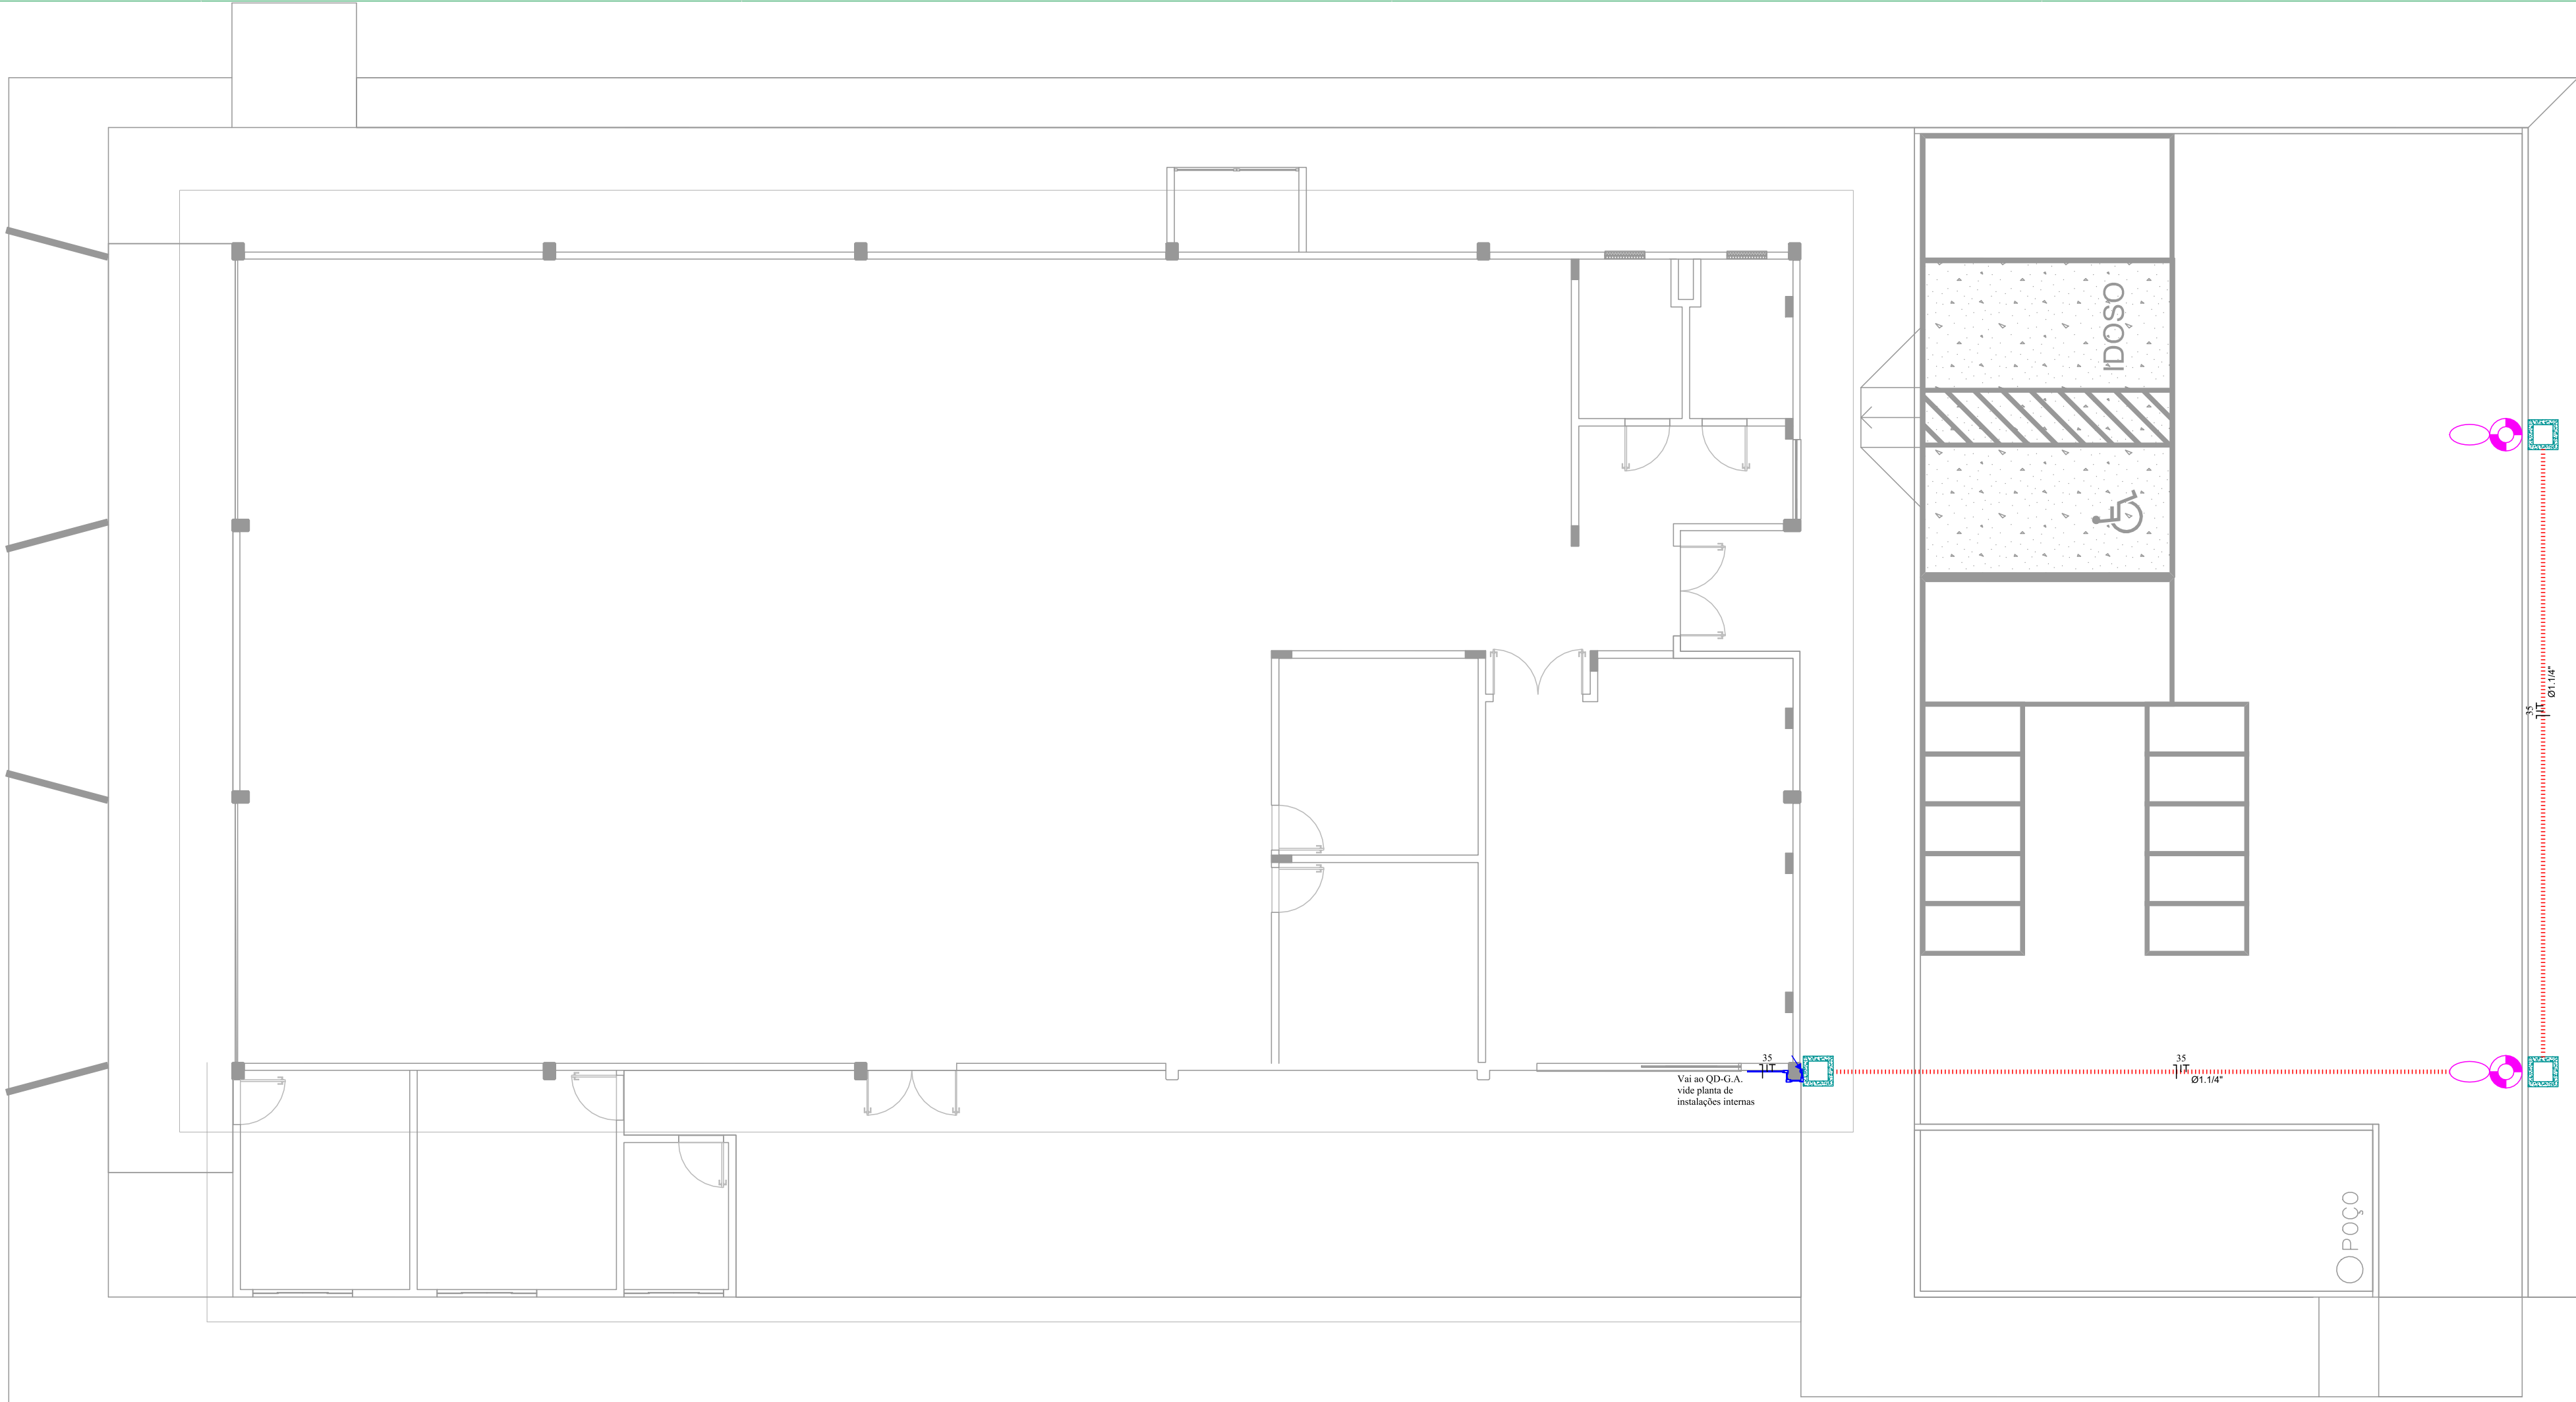 IDOSO
Ø1.1/4"
35
35
Vai ao QD-G.A.
vide planta de
instalações internas
35
Ø1.1/4"
POÇO